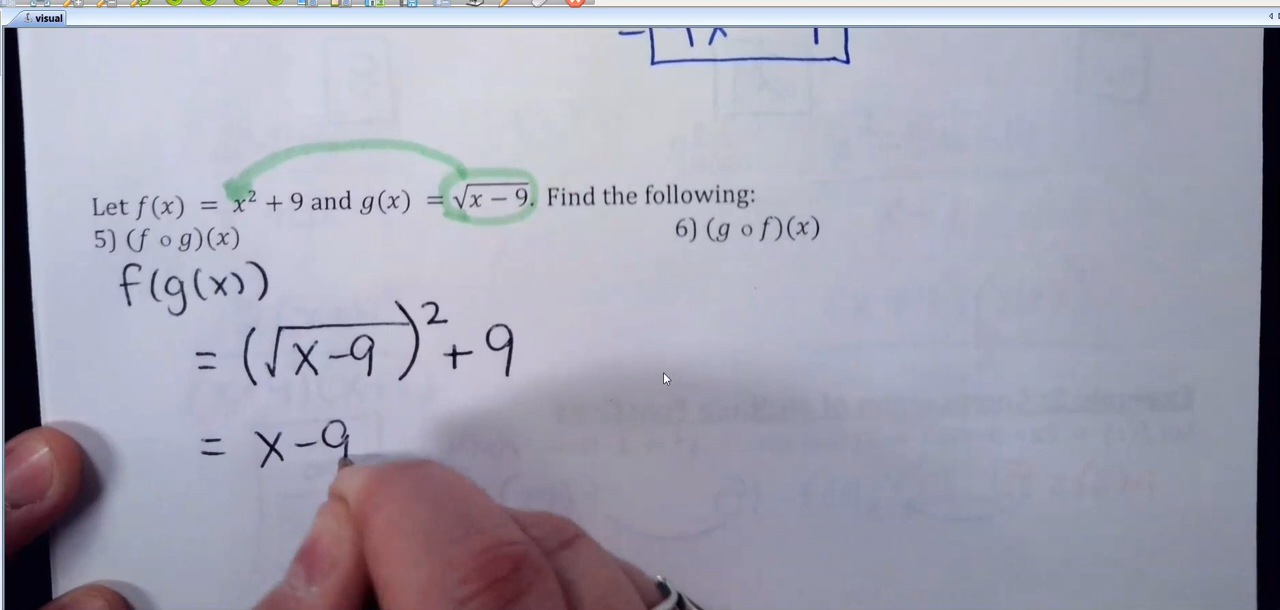 visual
Let f(x) = x² + 9 and g(x) = √x − 9. Find the following:
5) (f ∘ g)(x)
6) (g ∘ f)(x)
f(g(x))
= (√x-9)² + 9
= x-9